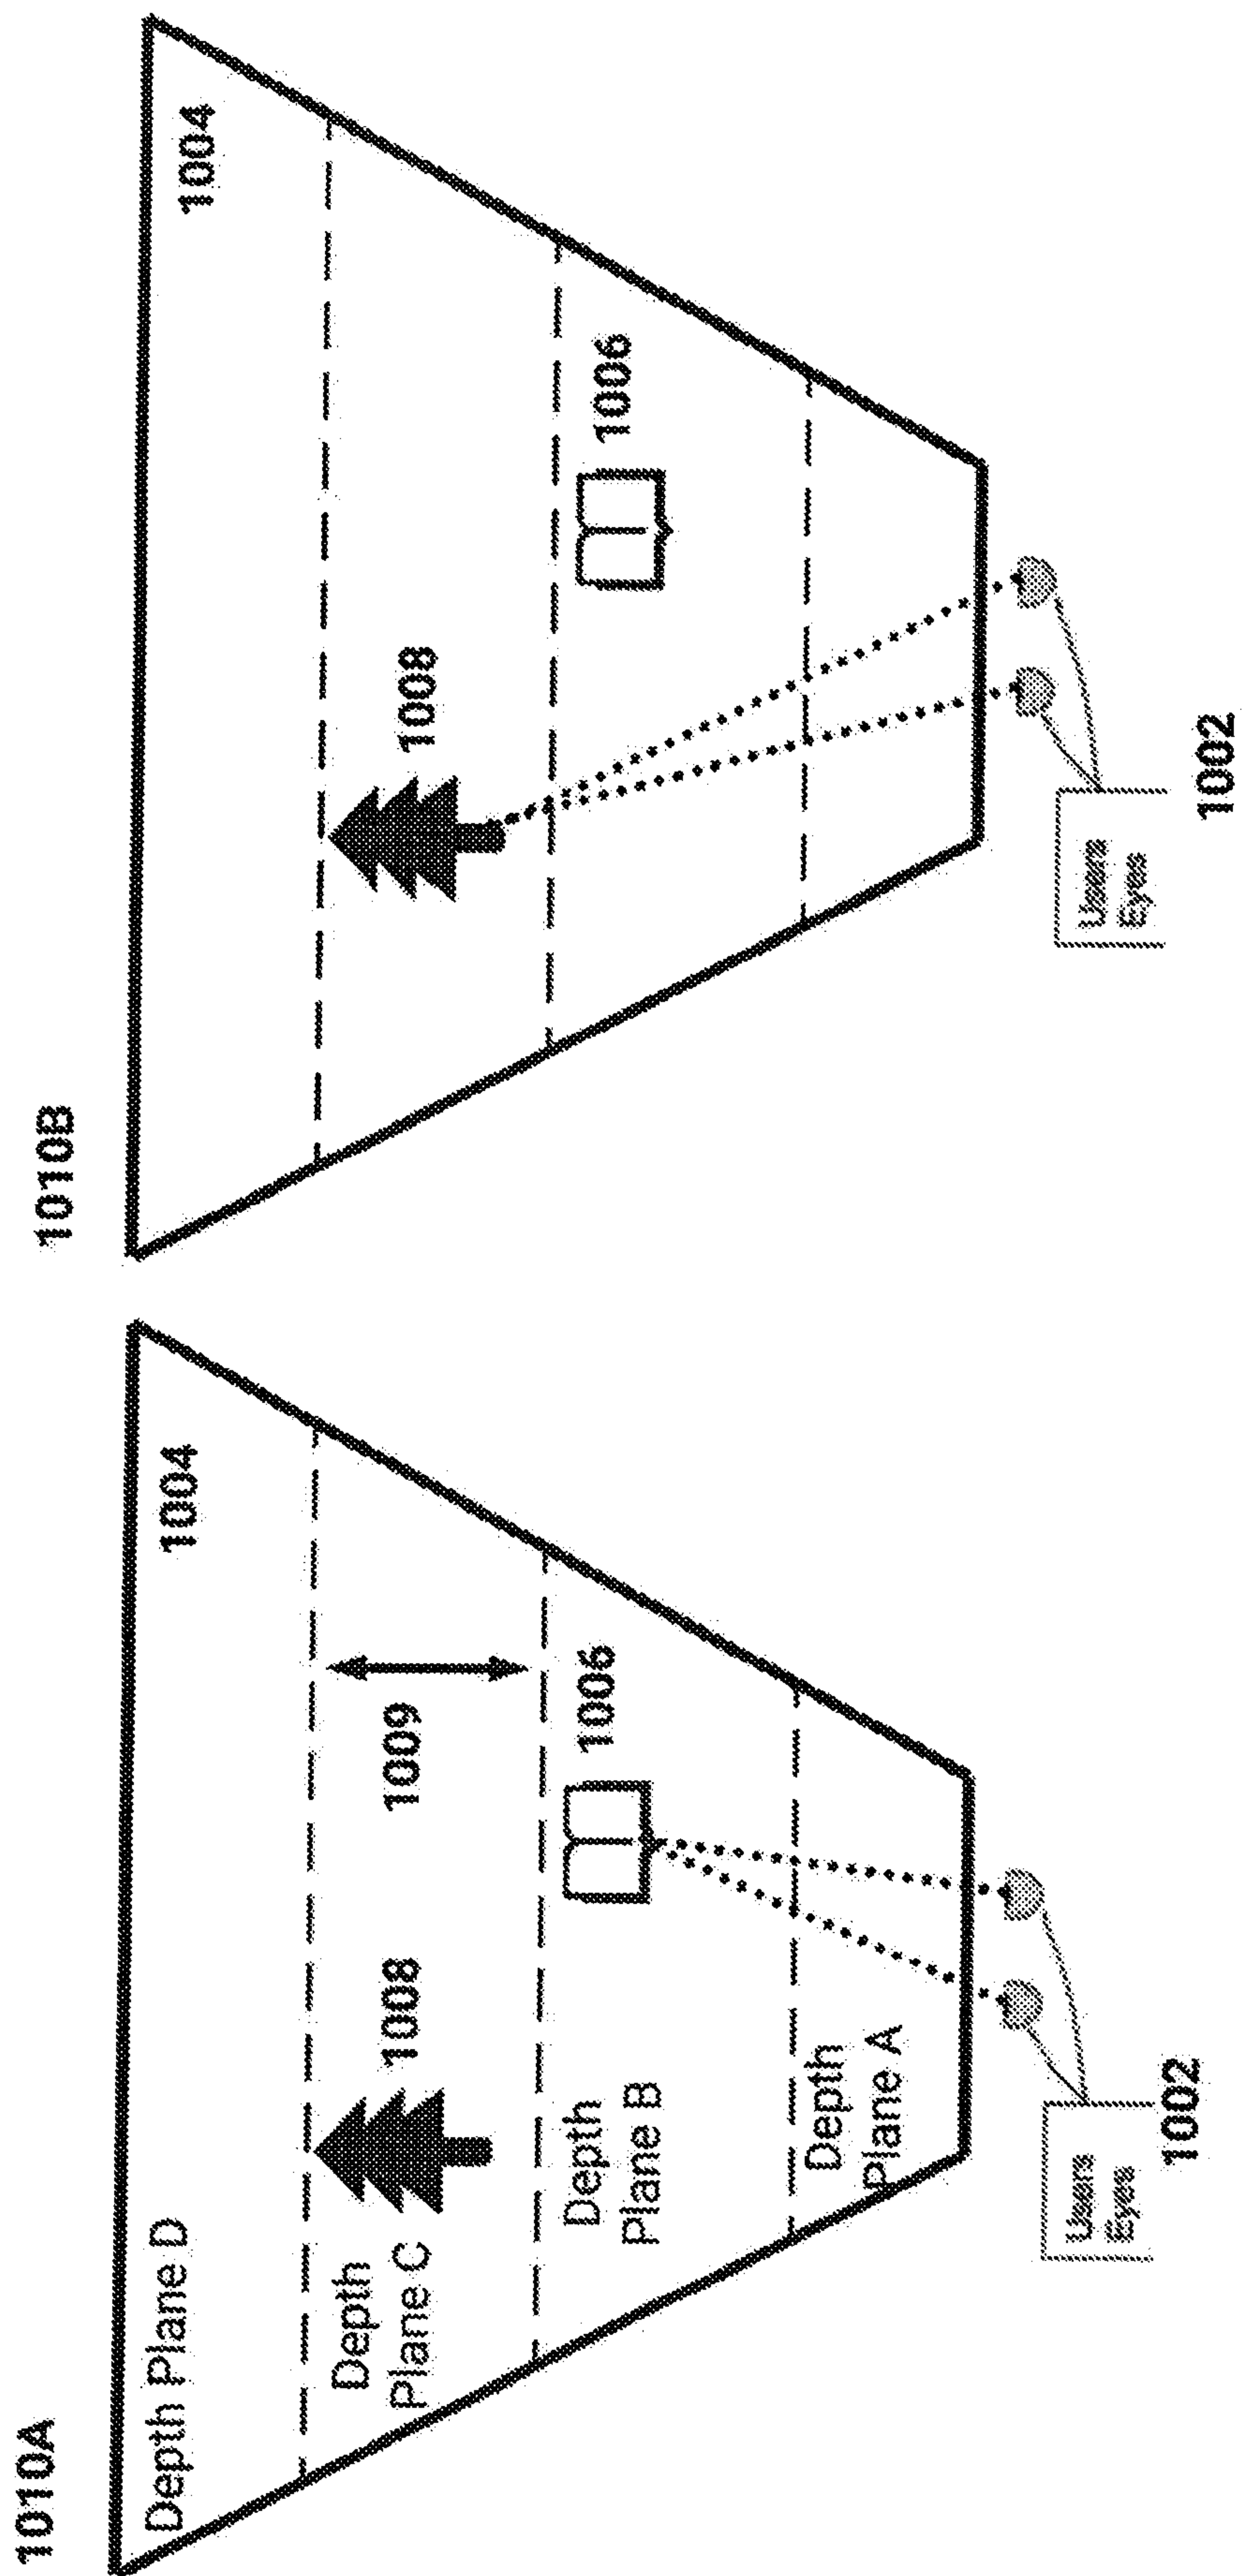 1010A
Depth Plane D
1004
Depth
Plane C
1008
1009
Depth
Plane B
1006
Depth
Plane A
Users
Eyes
1002
1010B
1004
1008
1006
Users
Eyes
1002